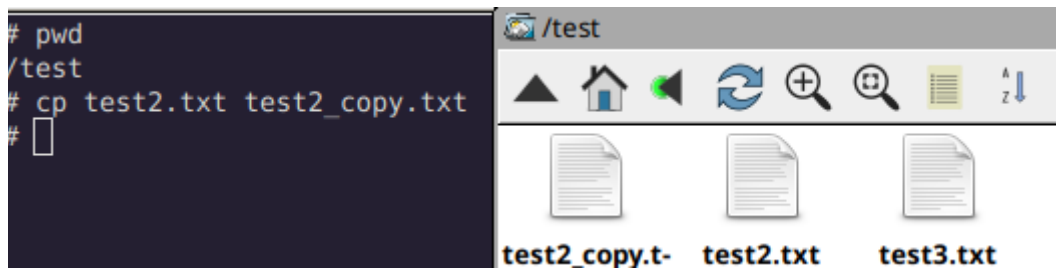 # pwd
/test
# cp test2.txt test2_copy.txt
#
/test
A
Z
test2_copy.t- test2.txt test3.txt